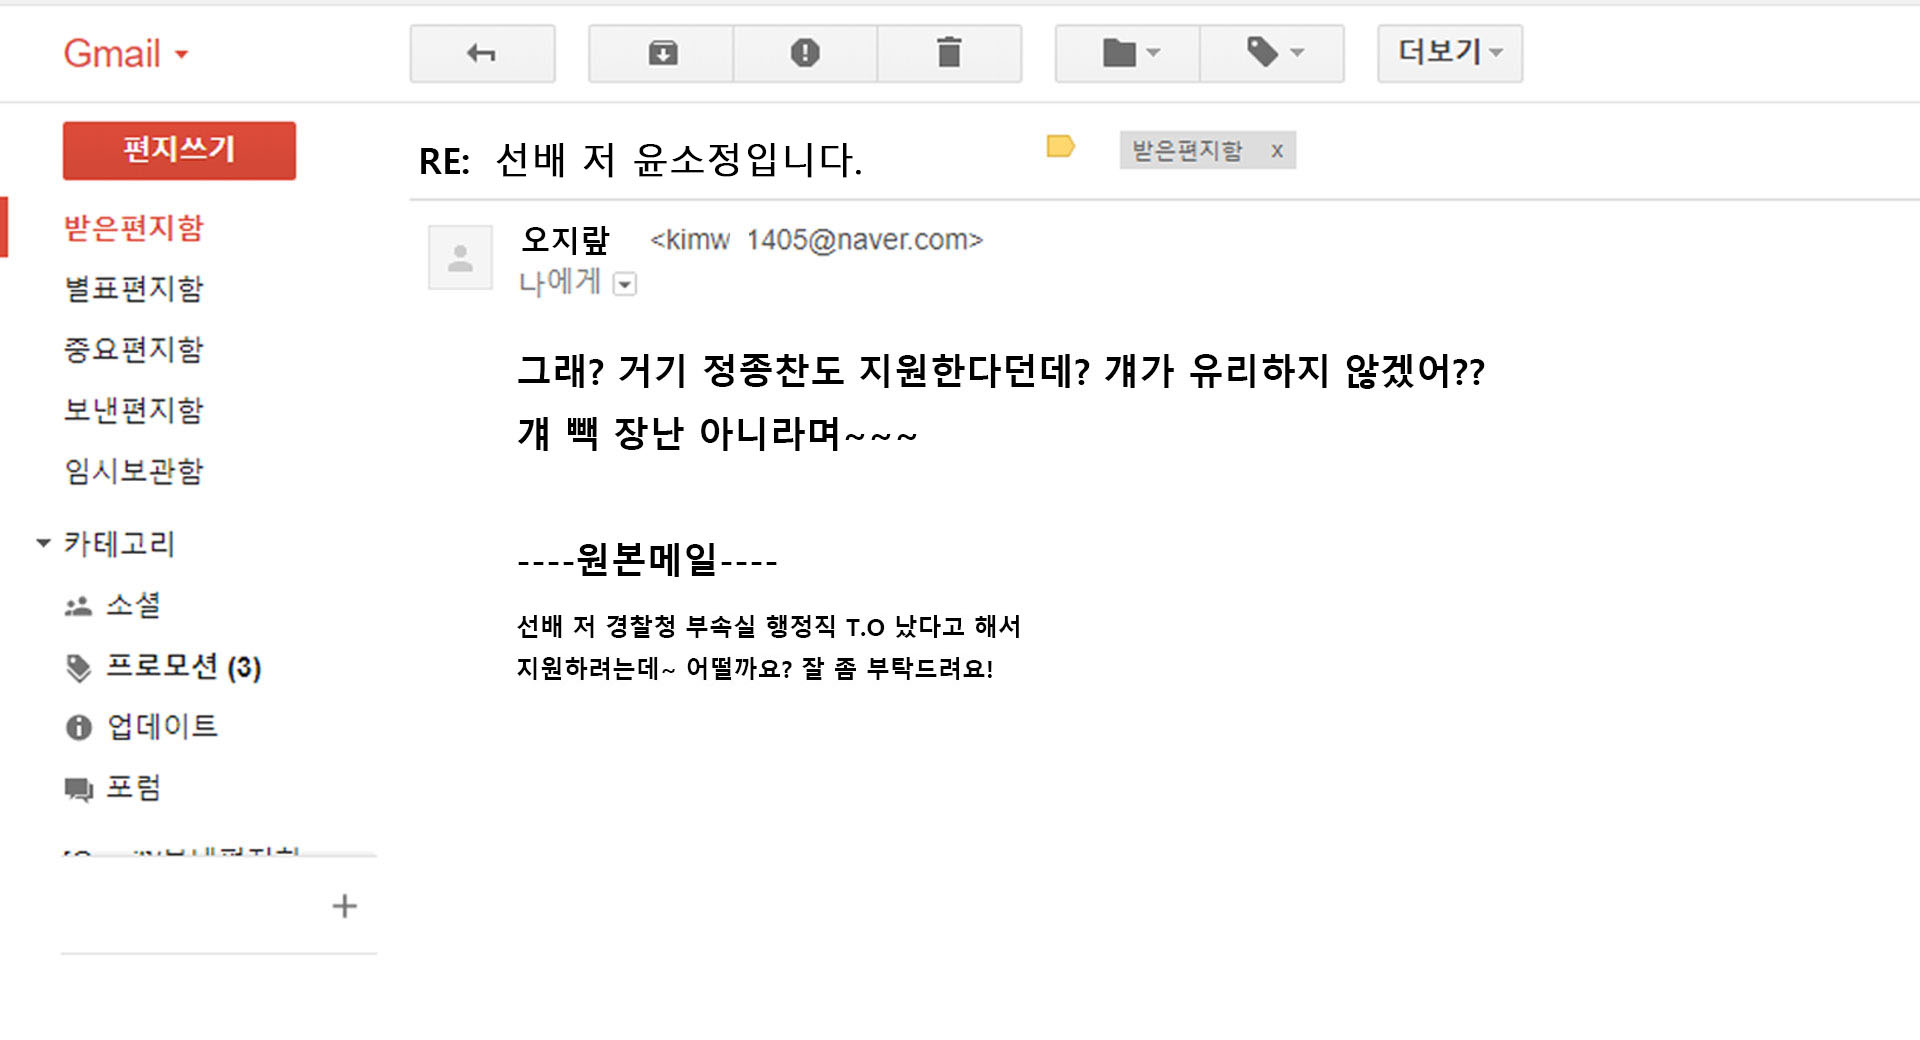 Gmail
더보기
편지쓰기
RE: 선배 저 윤소정입니다.
받은편지함 x
받은편지함
별표편지함
중요편지함
보낸편지함
임시보관함
카테고리
소셜
프로모션 (3)
업데이트
포럼
오지랖 <kimw 1405@naver.com>
나에게
그래? 거기 정종찬도 지원한다던데? 걔가 유리하지 않겠어??
걔 빽 장난 아니라며~~~
----원본메일----
선배 저 경찰청 부속실 행정직 T.O 났다고 해서
지원하려는데~ 어떨까요? 잘 좀 부탁드려요!